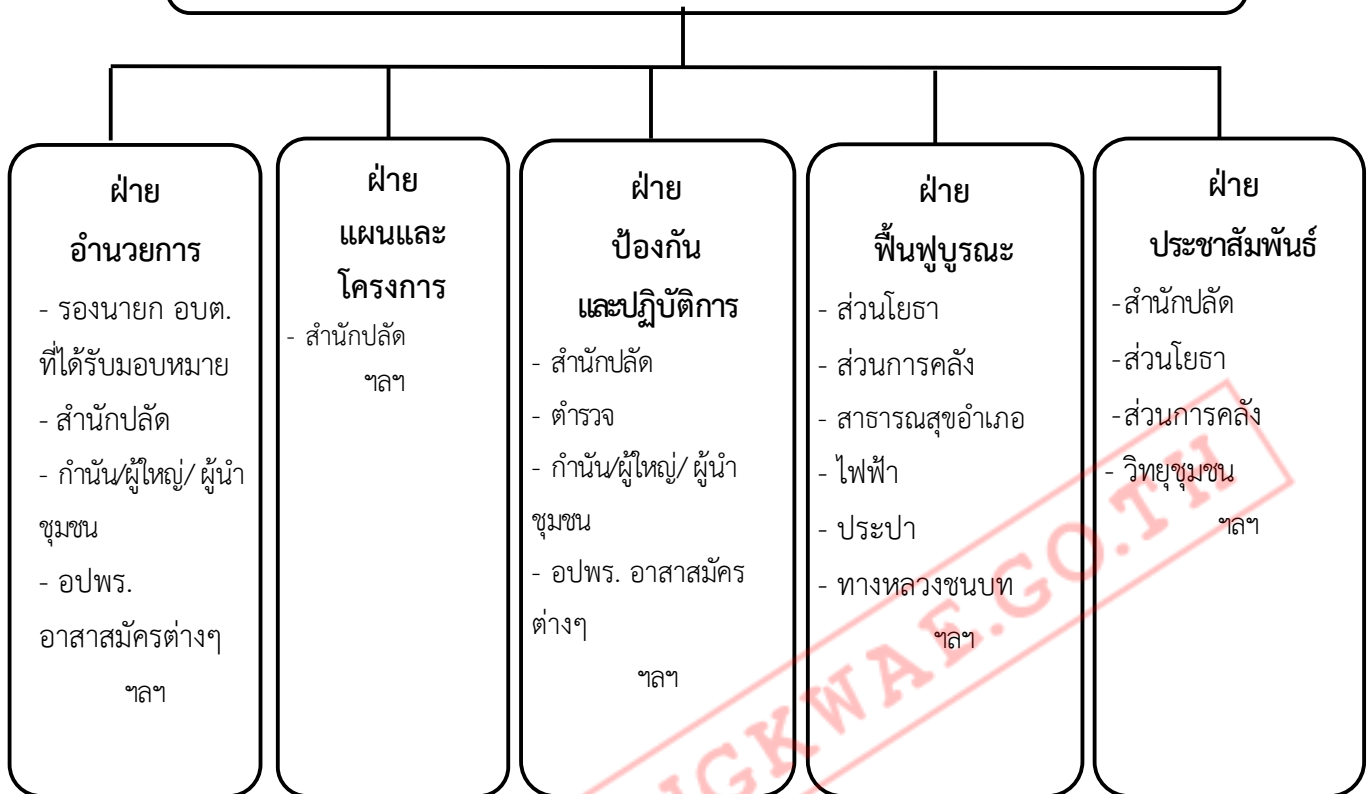 ฝ่าย
อำนวยการ
- รองนายก อบต.
ที่ได้รับมอบหมาย
- สำนักปลัด
- กำนัน/ผู้ใหญ่/ ผู้นำ
ชุมชน
- อปพร.
อาสาสมัครต่างๆ
ฯลฯ
ฝ่าย
แผนและ
โครงการ
- สำนักปลัด
ฯลฯ
ฝ่าย
ป้องกัน
และปฏิบัติการ
- สำนักปลัด
- ตำรวจ
- กำนัน/ผู้ใหญ่/ ผู้นำ
ชุมชน
- อปพร. อาสาสมัคร
ต่างๆ
ฯลฯ
ฝ่าย
ฟื้นฟูบูรณะ
- ส่วนโยธา
- ส่วนการคลัง
- สาธารณสุขอำเภอ
- ไฟฟ้า
- ประปา
- ทางหลวงชนบท
ฯลฯ
ฝ่าย
ประชาสัมพันธ์
-สำนักปลัด
-ส่วนโยธา
-ส่วนการคลัง
- วิทยุชุมชน
ฯลฯ